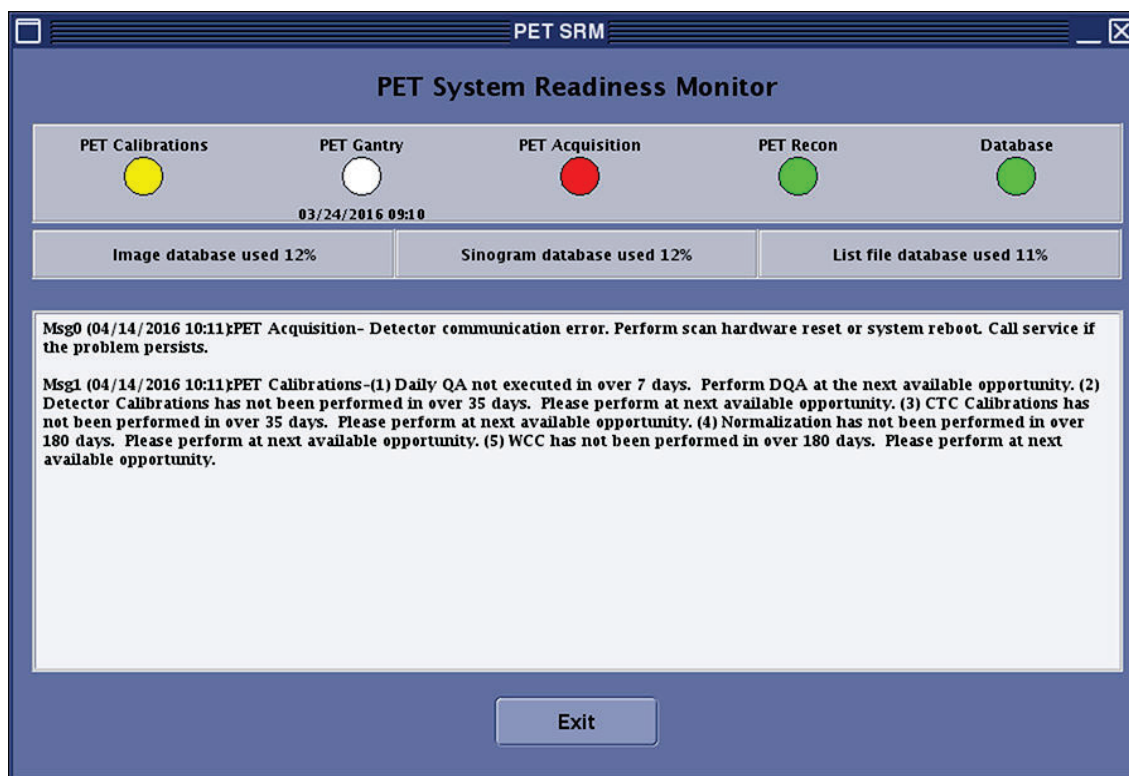 PET SRM
PET System Readiness Monitor
PET Calibrations PET Gantry PET Acquisition PET Recon Database
03/24/2016 09:10
Image database used 12% Sinogram database used 12% List file database used 11%
Msg0 (04/14/2016 10:11):PET Acquisition- Detector communication error. Perform scan hardware reset or system reboot. Call service if
the problem persists.
Msg1 (04/14/2016 10:11):PET Calibrations-(1) Daily QA not executed in over 7 days.  Perform DQA at the next available opportunity. (2)
Detector Calibrations has not been performed in over 35 days.  Please perform at next available opportunity. (3) CTC Calibrations has
not been performed in over 35 days.  Please perform at next available opportunity. (4) Normalization has not been performed in over
180 days.  Please perform at next available opportunity. (5) WCC has not been performed in over 180 days.  Please perform at next
available opportunity.
Exit